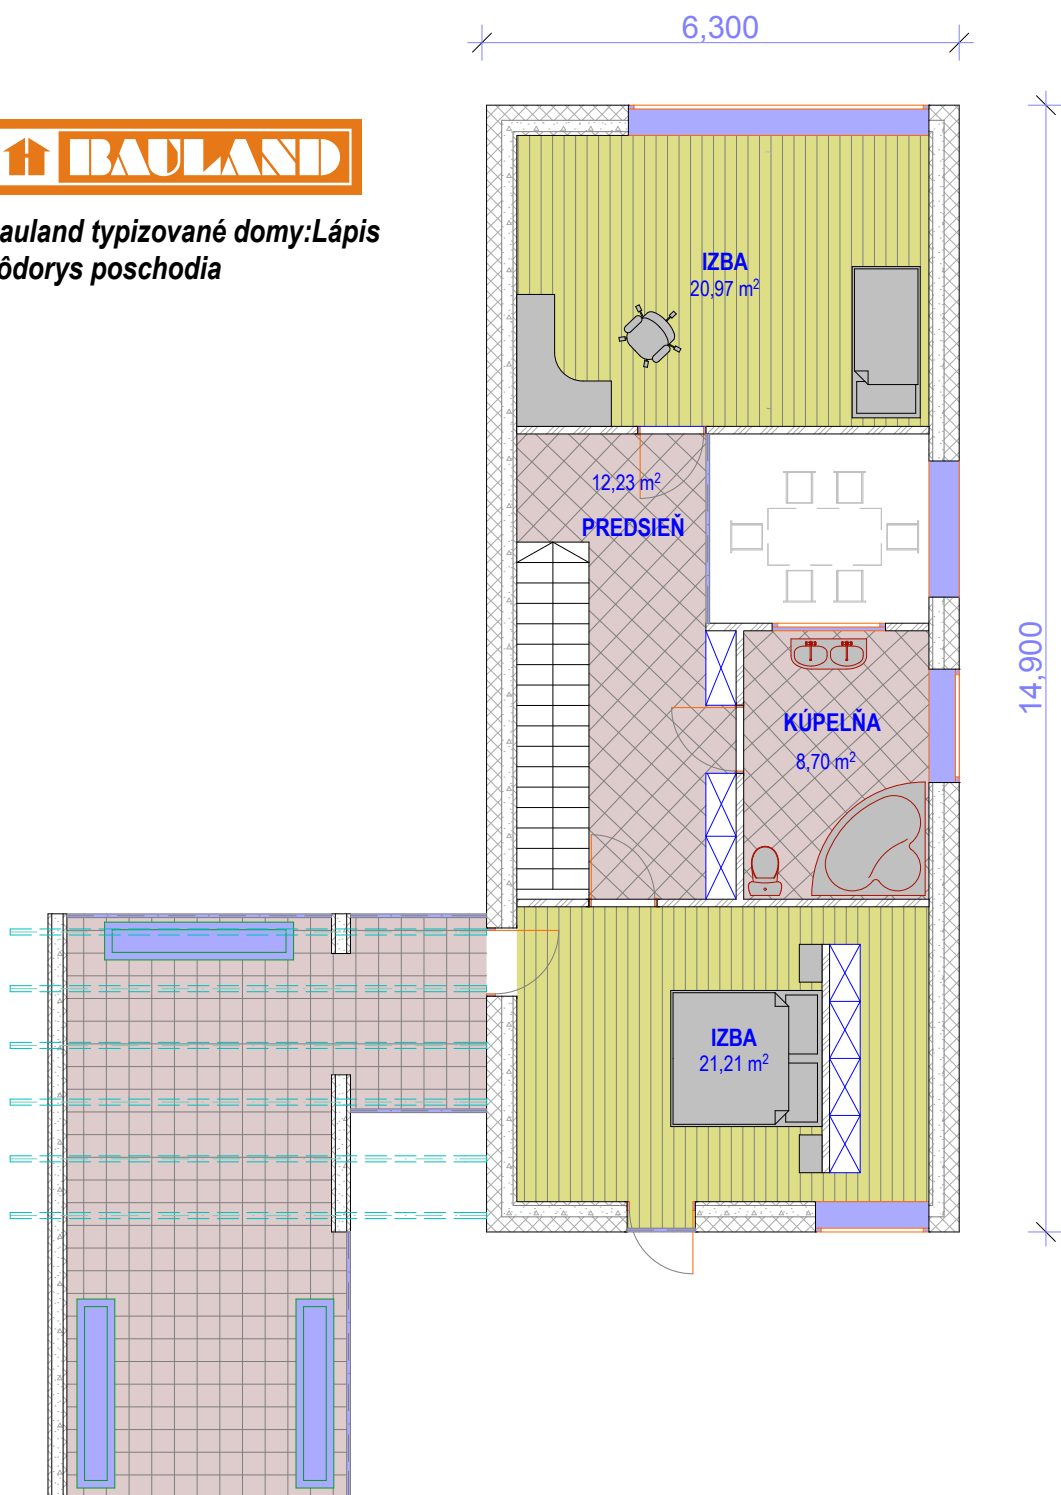 6,300
BAULAND
auland typizované domy:Lápis
ôdorys poschodia
IZBA
20,97 m²
12,23 m²
PREDSIEŇ
14,900
KÚPELŇA
8,70 m²
IZBA
21,21 m²